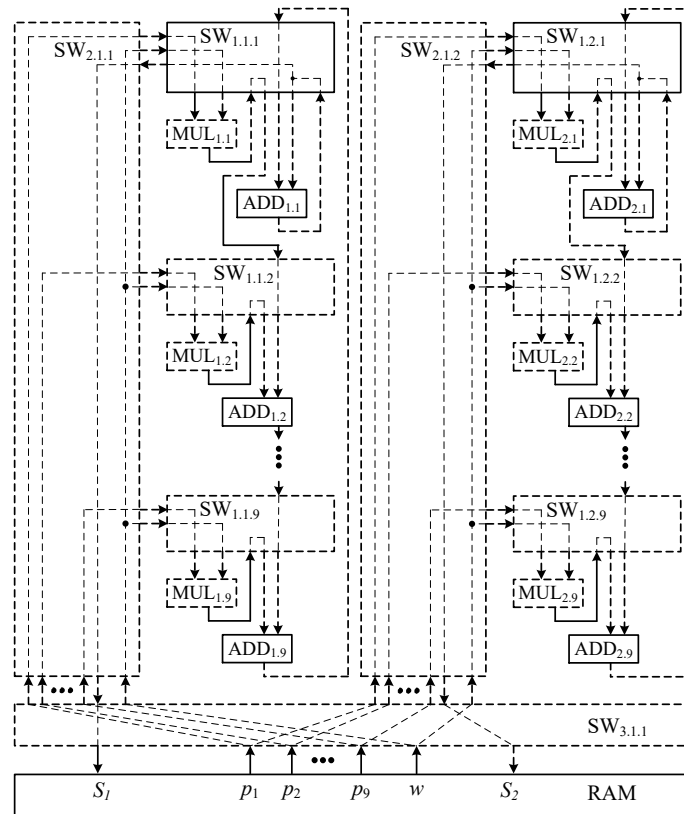 SW2.1.1
SW1.1.1
SW2.1.2
SW1.2.1
MUL1.1
MUL2.1
ADD1.1
ADD2.1
SW1.1.2
SW1.2.2
MUL1.2
MUL2.2
ADD1.2
ADD2.2
SW1.1.9
SW1.2.9
MUL1.9
MUL2.9
ADD1.9
ADD2.9
SW3.1.1
S1 p1 p2 p9 w S2 RAM